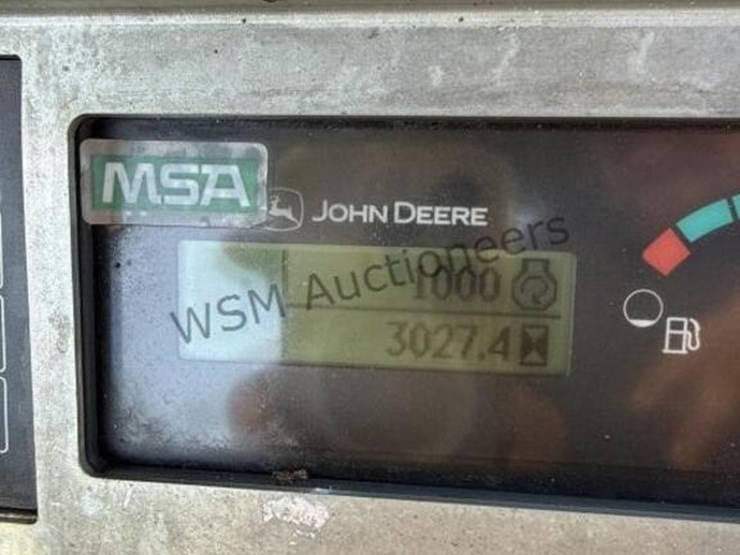 MSA
JOHN DEERE
WSM Auctioneers
1000
3027.4